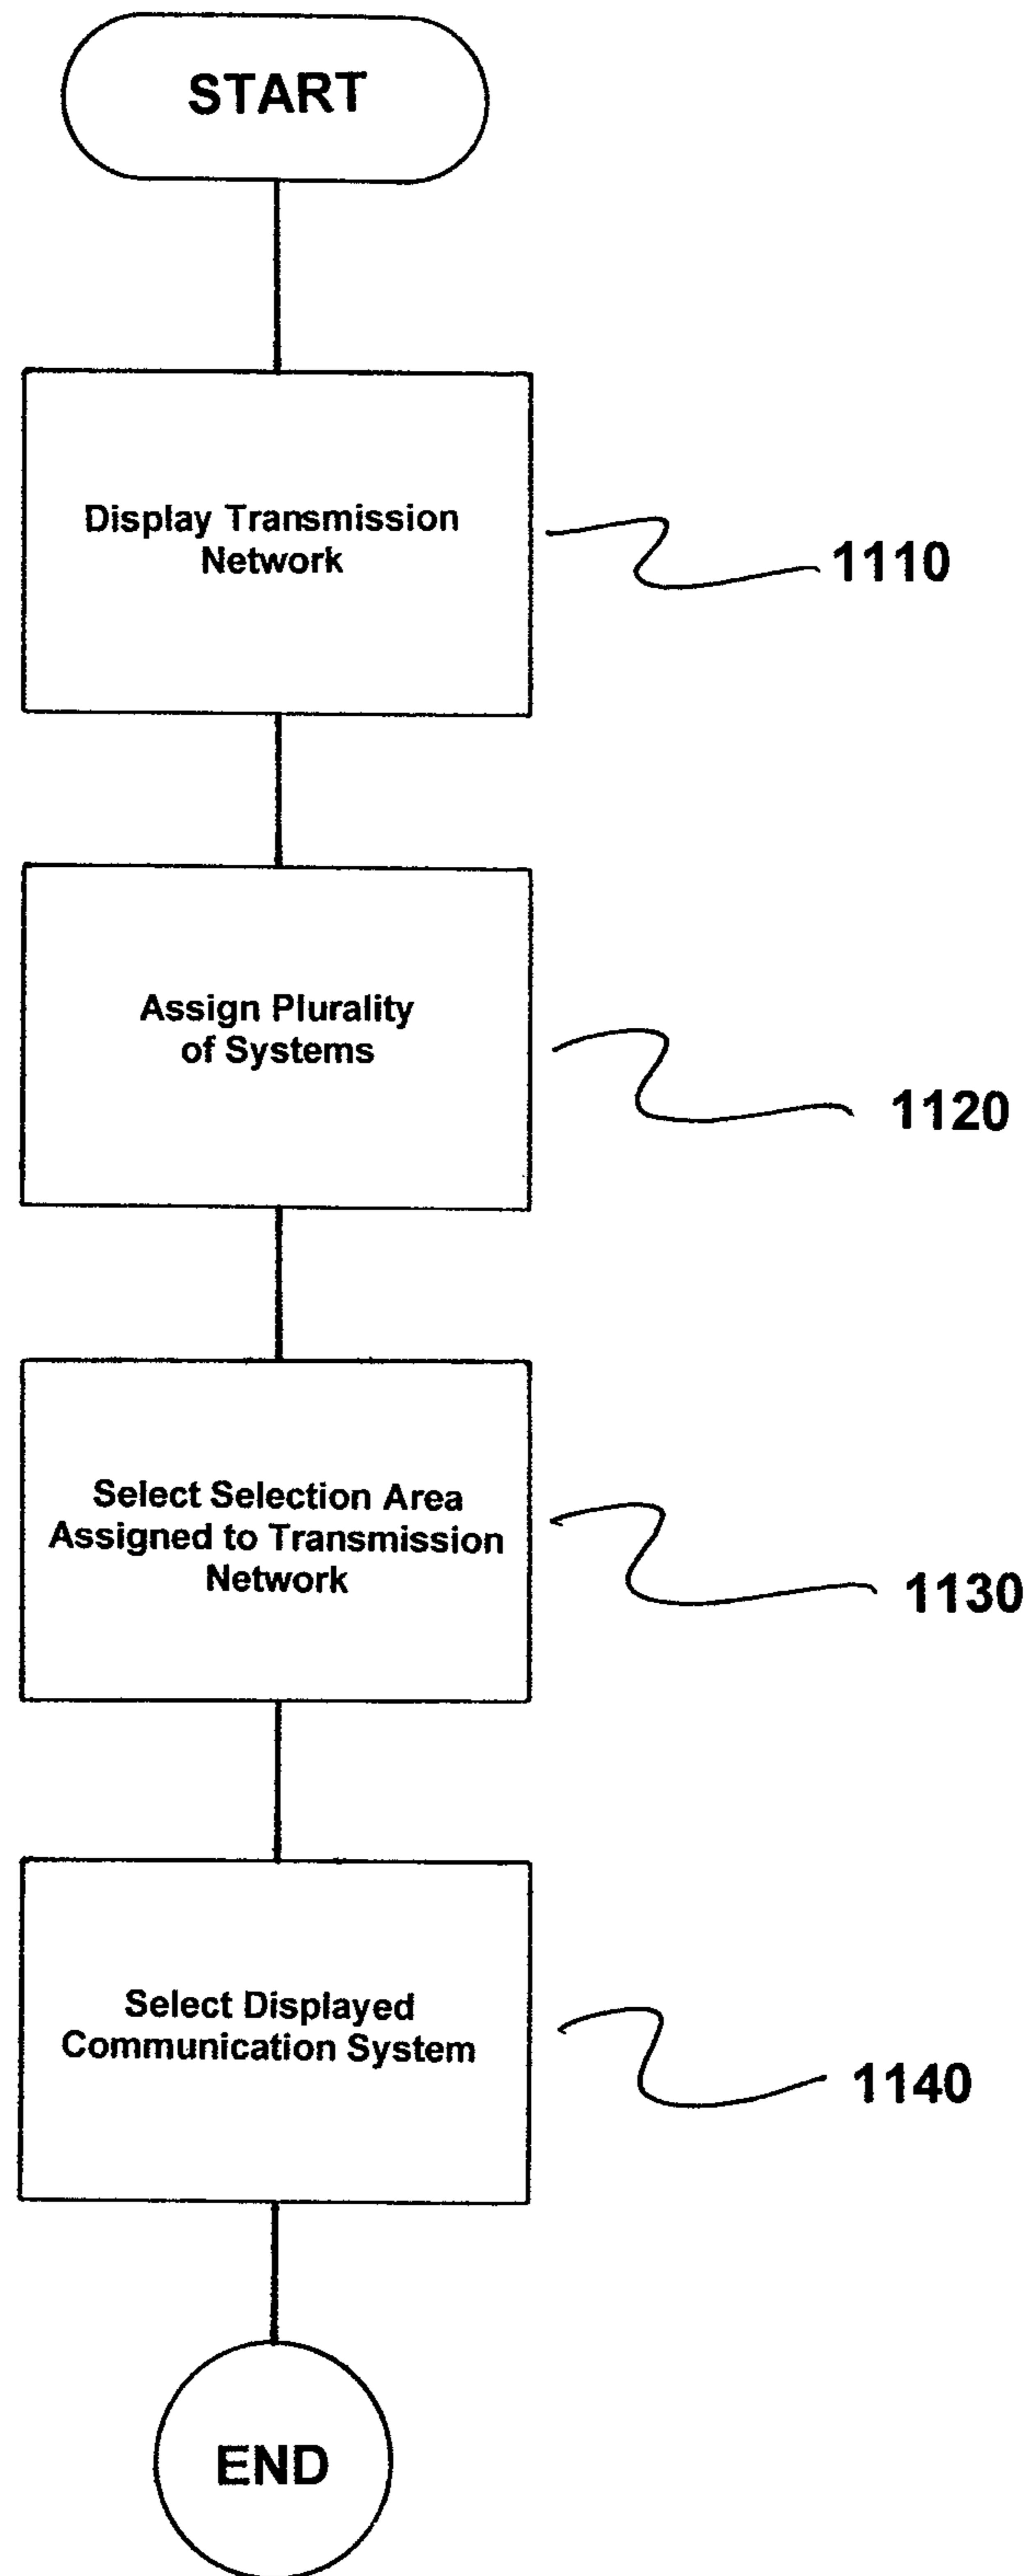 START
Display Transmission
Network
1110
Assign Plurality
of Systems
1120
Select Selection Area
Assigned to Transmission
Network
1130
Select Displayed
Communication System
1140
END